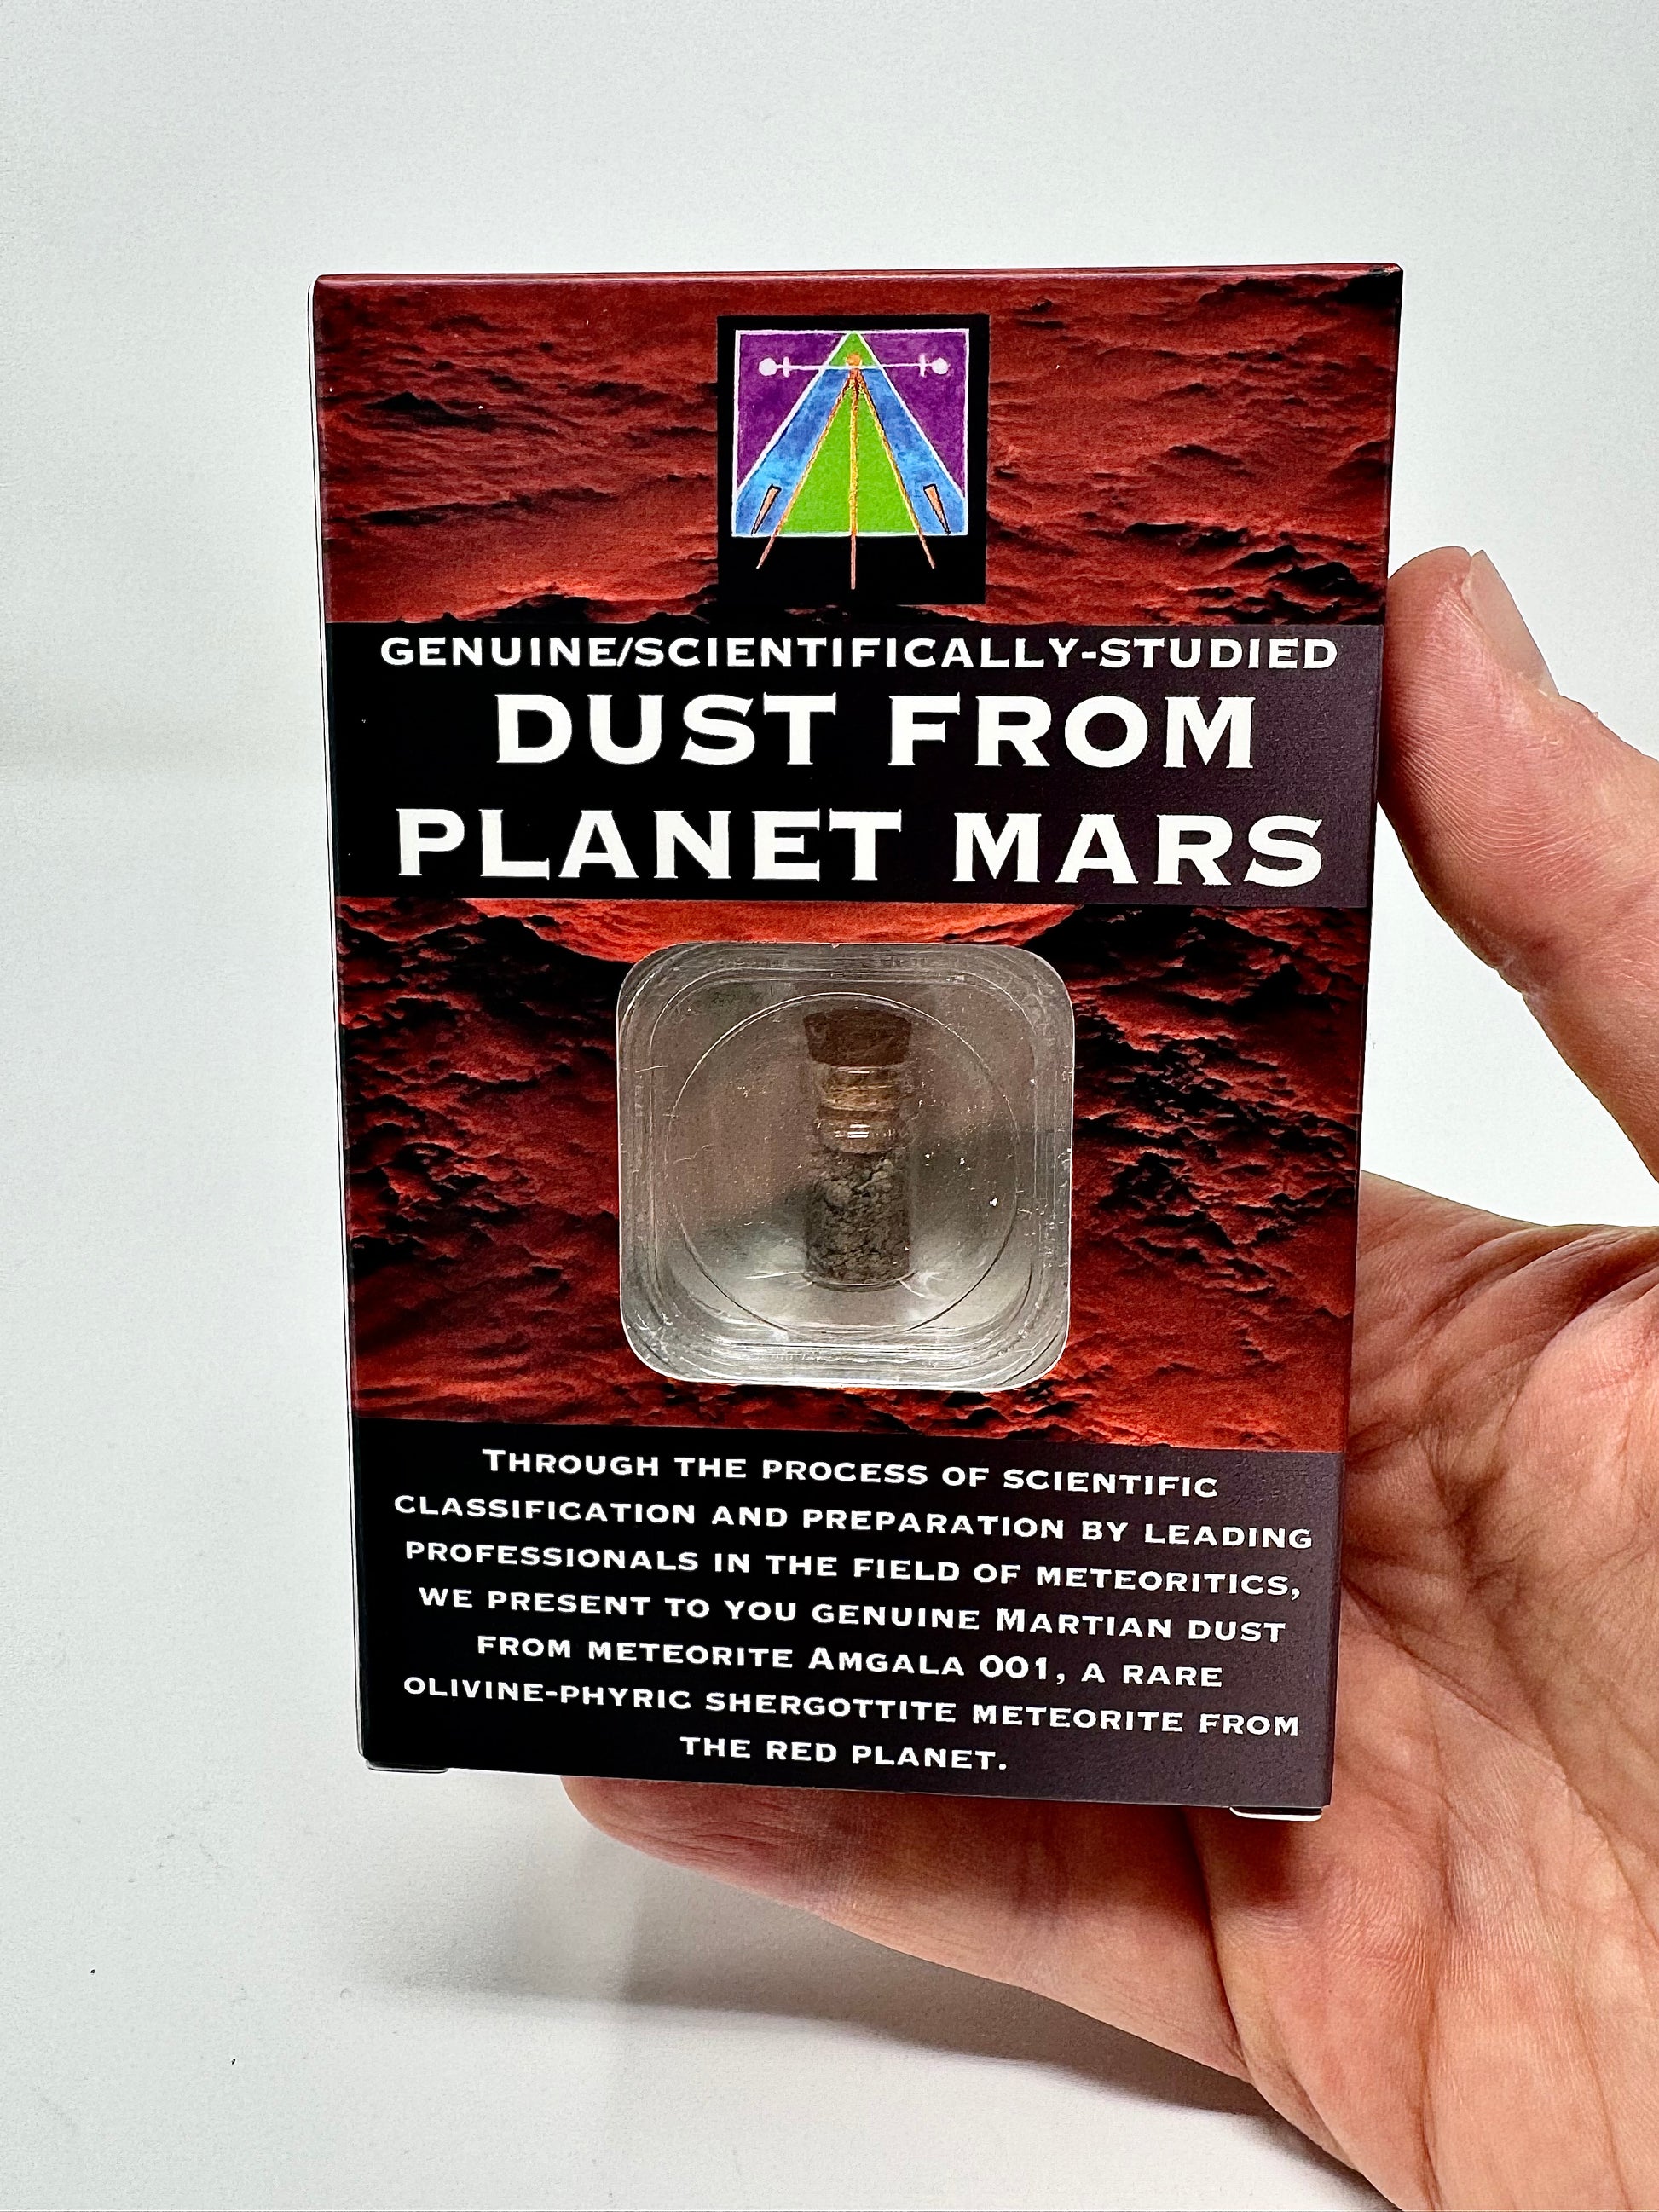 GENUINE/SCIENTIFICALLY-STUDIED
DUST FROM
PLANET MARS
THROUGH THE PROCESS OF SCIENTIFIC
CLASSIFICATION AND PREPARATION BY LEADING
PROFESSIONALS IN THE FIELD OF METEORITICS,
WE PRESENT TO YOU GENUINE MARTIAN DUST
FROM METEORITE AMGALA 001, A RARE
OLIVINE-PHYRIC SHERGOTTITE METEORITE FROM
THE RED PLANET.